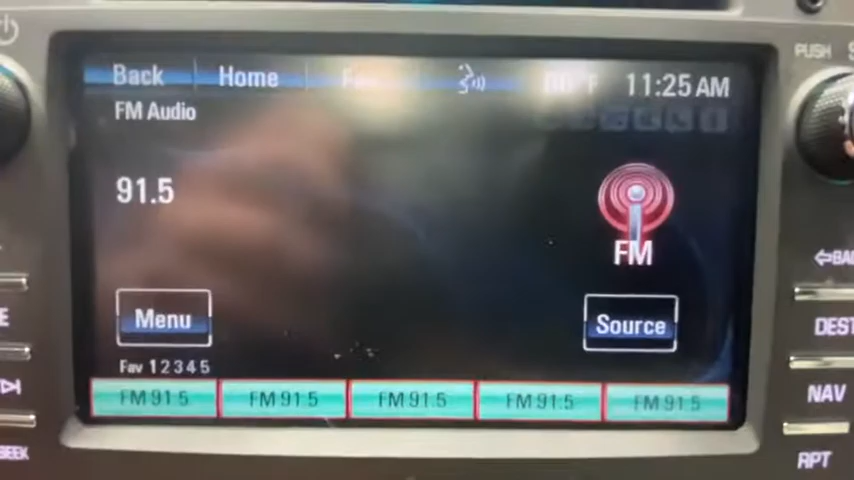 PUSH
Back Home 11:25 AM
FM Audio
91.5
FM
Menu
Source
Fav 1 2 3 4 5
FM 91.5 FM 91.5 FM 91.5 FM 91.5 FM 91.5
SEEK
NAV
RPT